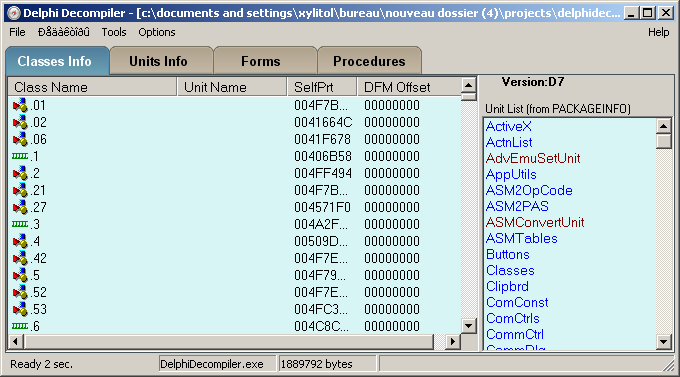 Delphi Decompiler - [c:\documents and settings\xylitol\bureau\nouveau dossier (4)\projects\delphidec...
File Ðåäàêòîðû Tools Options Help
Classes Info Units Info Forms Procedures
Version:D7
Class Name Unit Name SelfPrt DFM Offset
Unit List (from PACKAGEINFO)
.01 004F7B... 00000000
.02 0041664C 00000000
.06 0041F678 00000000
.1 00406B58 00000000
.2 004FF494 00000000
.21 004F7B... 00000000
.27 004571F0 00000000
.3 004A2F... 00000000
.4 00509D... 00000000
.42 004F7E... 00000000
.5 004F79... 00000000
.52 004F7E... 00000000
.53 004FC3... 00000000
.6 004C8C... 00000000
ActiveX
ActnList
AdvEmuSetUnit
AppUtils
ASM2OpCode
ASM2PAS
ASMConvertUnit
ASMTables
Buttons
Classes
Clipbrd
ComConst
ComCtrls
CommCtrl
CommDlg
Ready 2 sec. DelphiDecompiler.exe 1889792 bytes